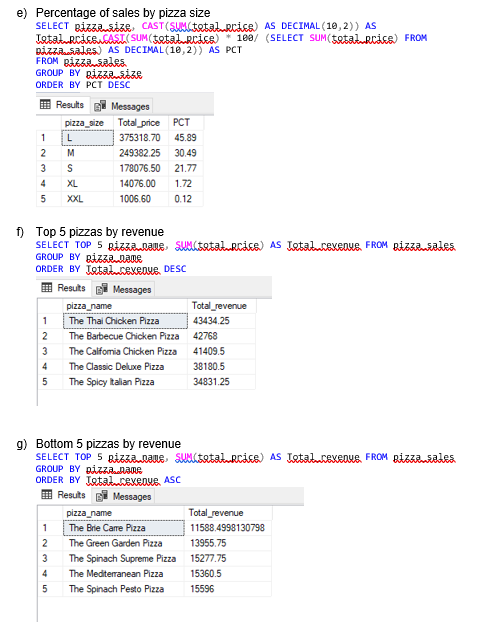 e) Percentage of sales by pizza size
SELECT pizza_size, CAST(SUM(total_price) AS DECIMAL(10,2)) AS
Total_price,CAST(SUM(total_price) * 100/ (SELECT SUM(total_price) FROM
pizza_sales) AS DECIMAL(10,2)) AS PCT
FROM pizza_sales
GROUP BY pizza_size
ORDER BY PCT DESC
Results Messages
pizza_size Total_price PCT
1 L 375318.70 45.89
2 M 249382.25 30.49
3 S 178076.50 21.77
4 XL 14076.00 1.72
5 XXL 1006.60 0.12
f) Top 5 pizzas by revenue
SELECT TOP 5 pizza_name, SUM(total_price) AS Total_revenue FROM pizza_sales
GROUP BY pizza_name
ORDER BY Total_revenue DESC
Results Messages
pizza_name Total_revenue
1 The Thai Chicken Pizza 43434.25
2 The Barbecue Chicken Pizza 42768
3 The California Chicken Pizza 41409.5
4 The Classic Deluxe Pizza 38180.5
5 The Spicy Italian Pizza 34831.25
g) Bottom 5 pizzas by revenue
SELECT TOP 5 pizza_name, SUM(total_price) AS Total_revenue FROM pizza_sales
GROUP BY pizza_name
ORDER BY Total_revenue ASC
Results Messages
pizza_name Total_revenue
1 The Brie Carre Pizza 11588.4998130798
2 The Green Garden Pizza 13955.75
3 The Spinach Supreme Pizza 15277.75
4 The Mediterranean Pizza 15360.5
5 The Spinach Pesto Pizza 15596